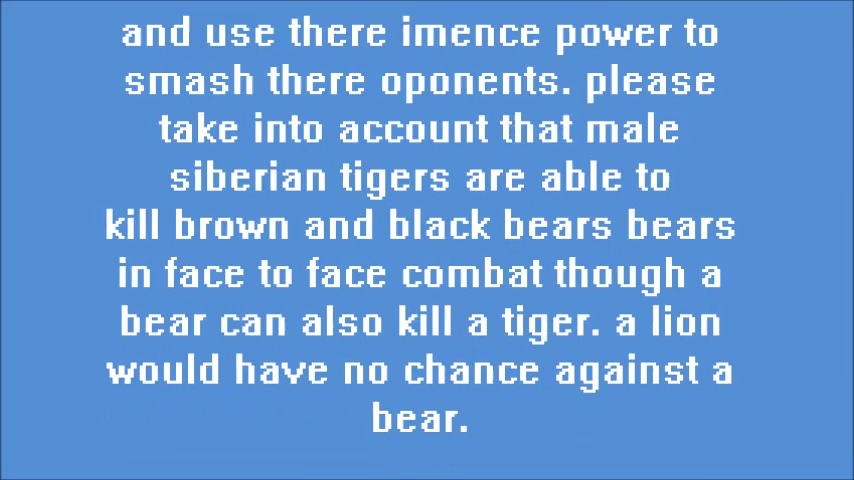 and use there imence power to
smash there oponents. please
take into account that male
siberian tigers are able to
kill brown and black bears bears
in face to face combat though a
bear can also kill a tiger. a lion
would have no chance against a
bear.